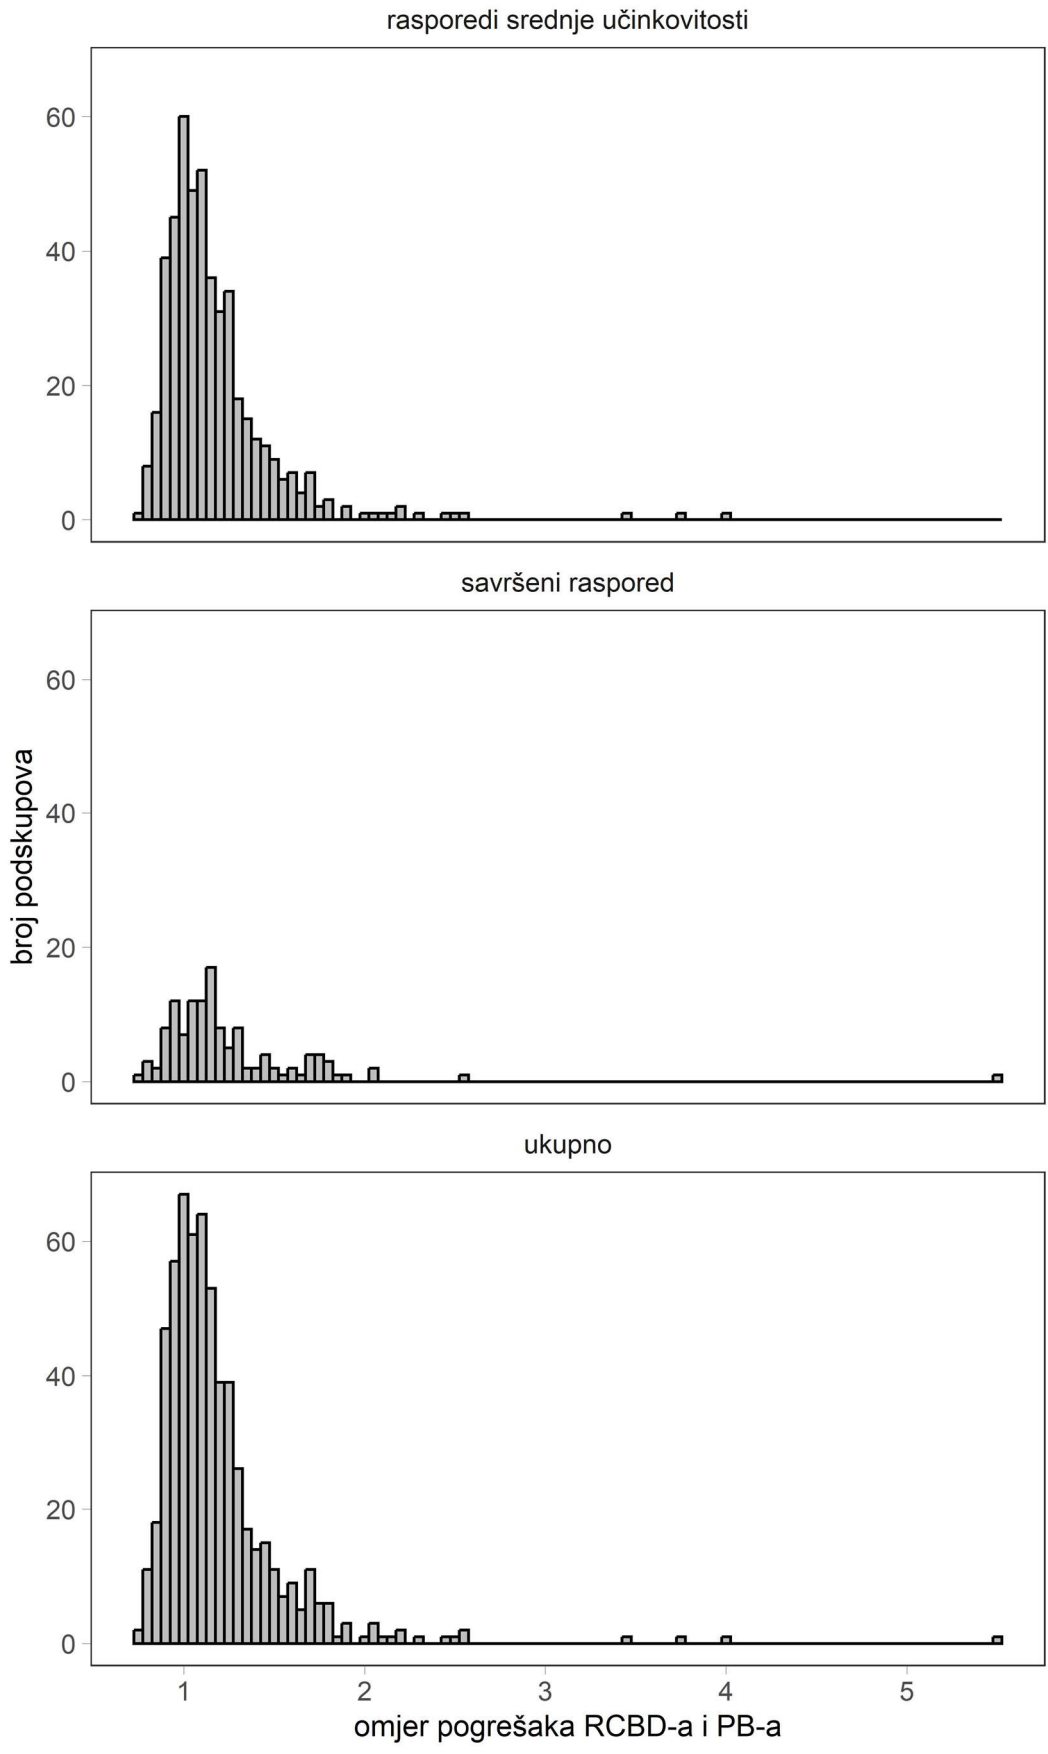 rasporedi srednje učinkovitosti
60
40
20
0
savršeni raspored
60
40
20
0
broj podskupova
ukupno
60
40
20
0
1 2 3 4 5
omjer pogrešaka RCBD-a i PB-a